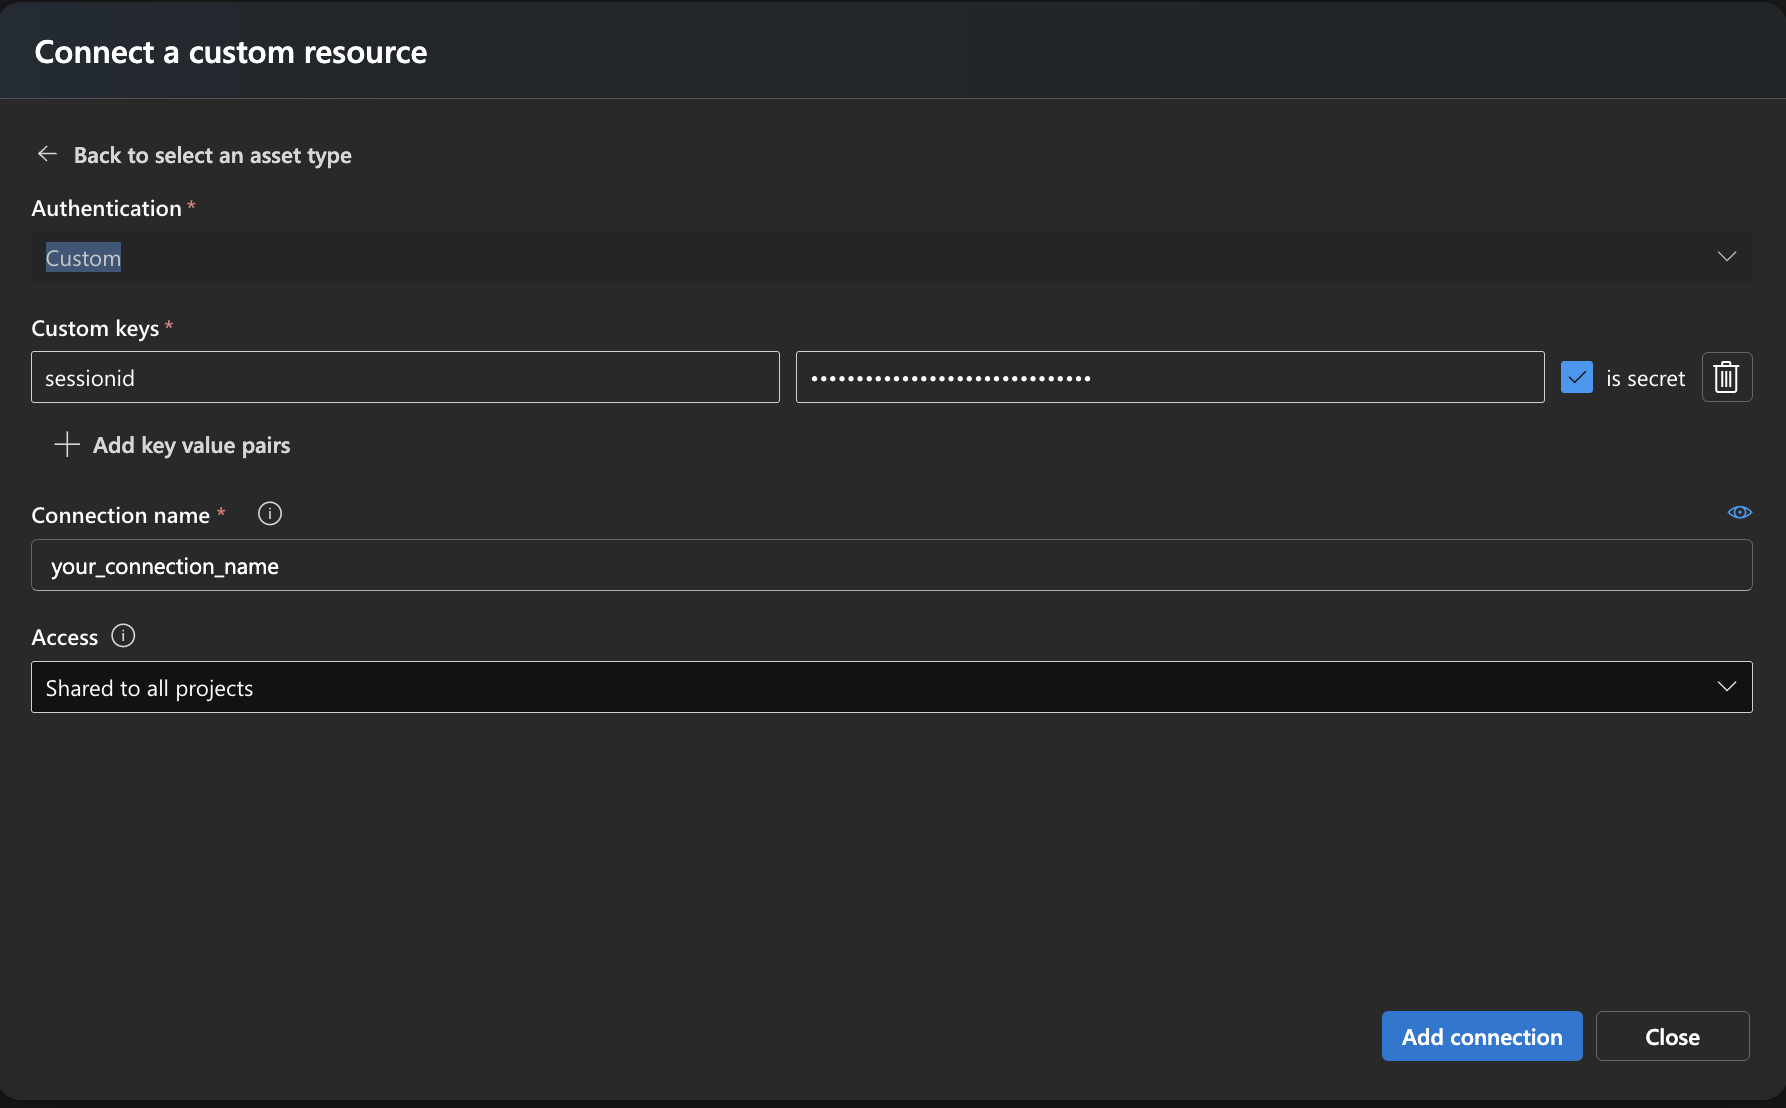 Connect a custom resource
Back to select an asset type
Authentication *
Custom
Custom keys *
sessionid ••••••••••••••••••••••••••••••• is secret
Add key value pairs
Connection name *
your_connection_name
Access
Shared to all projects
Add connection Close